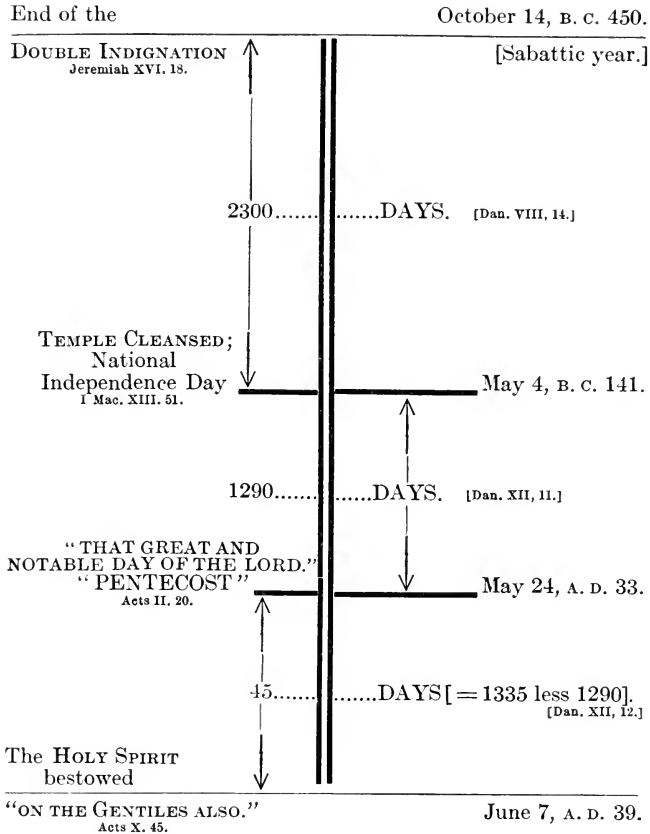 End of the October 14, B. C. 450.
DOUBLE INDIGNATION [Sabattic year.]
Jeremiah XVI. 18.
2300.......|.......DAYS. [Dan. VIII, 14.]
TEMPLE CLEANSED;
National
Independence Day May 4, B. C. 141.
I Mac. XIII. 51.
1290.......|......DAYS. [Dan. XII, 11.]
"THAT GREAT AND
NOTABLE DAY OF THE LORD."
"PENTECOST" May 24, A. D. 33.
Acts II. 20.
45.......|.......DAYS [= 1335 less 1290].
[Dan. XII, 12.]
The HOLY SPIRIT
bestowed
"ON THE GENTILES ALSO." June 7, A. D. 39.
Acts X. 45.